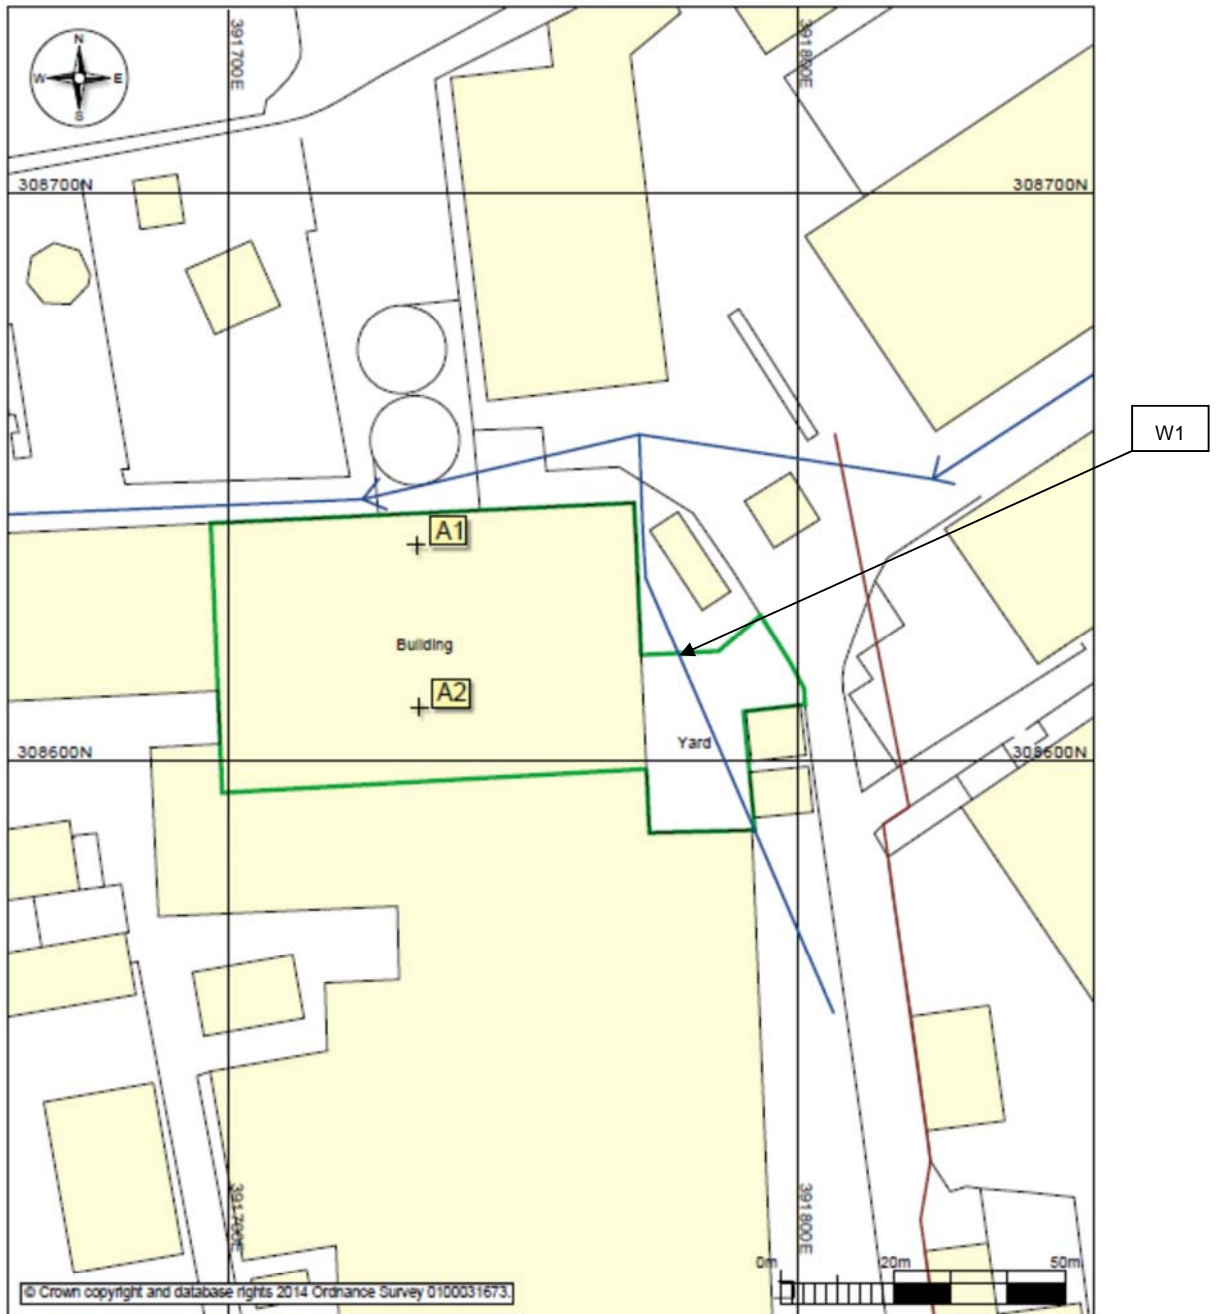 N
W E
S
391700E
391800E
308700N
308700N
W1
A1
Building
A2
Yard
308600N
308600N
391700E
391800E
0m 20m 50m
© Crown copyright and database rights 2014 Ordnance Survey 0100031673.